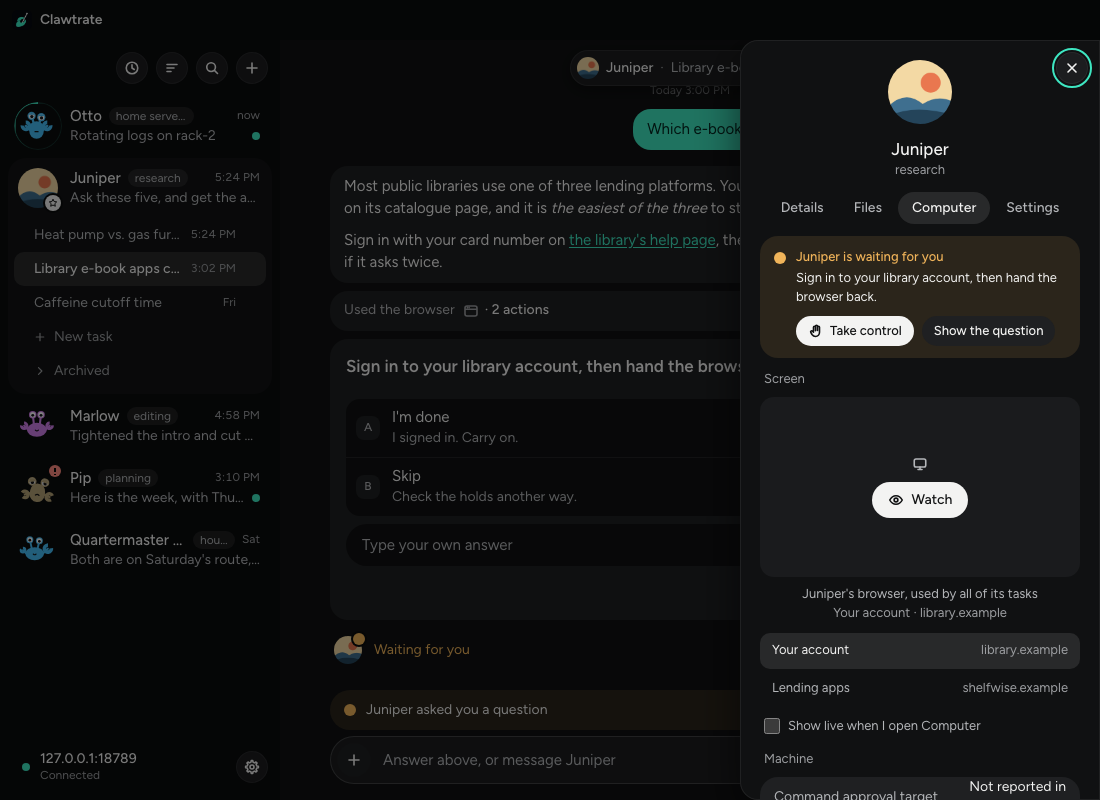 Clawtrate
Otto home serve... now
Rotating logs on rack-2
Juniper research 5:24 PM
Ask these five, and get the a...
Heat pump vs. gas fur... 5:24 PM
Library e-book apps c... 3:02 PM
Caffeine cutoff time Fri
New task
Archived
Marlow editing 4:58 PM
Tightened the intro and cut ...
Pip planning 3:10 PM
Here is the week, with Thu...
Quartermaster ... hou... Sat
Both are on Saturday's route,...
127.0.0.1:18789
Connected
Juniper · Library e-b
Today 3:00 PM
Which e-book
Most public libraries use one of three lending platforms. You
on its catalogue page, and it is the easiest of the three to st
Sign in with your card number on the library's help page, the
if it asks twice.
Used the browser · 2 actions
Sign in to your library account, then hand the brows
A I'm done
I signed in. Carry on.
B Skip
Check the holds another way.
Type your own answer
Waiting for you
Juniper asked you a question
Answer above, or message Juniper
Juniper
research
Details Files Computer Settings
Juniper is waiting for you
Sign in to your library account, then hand the
browser back.
Take control Show the question
Screen
Watch
Juniper's browser, used by all of its tasks
Your account · library.example
Your account library.example
Lending apps shelfwise.example
Show live when I open Computer
Machine
Command approval target Not reported in